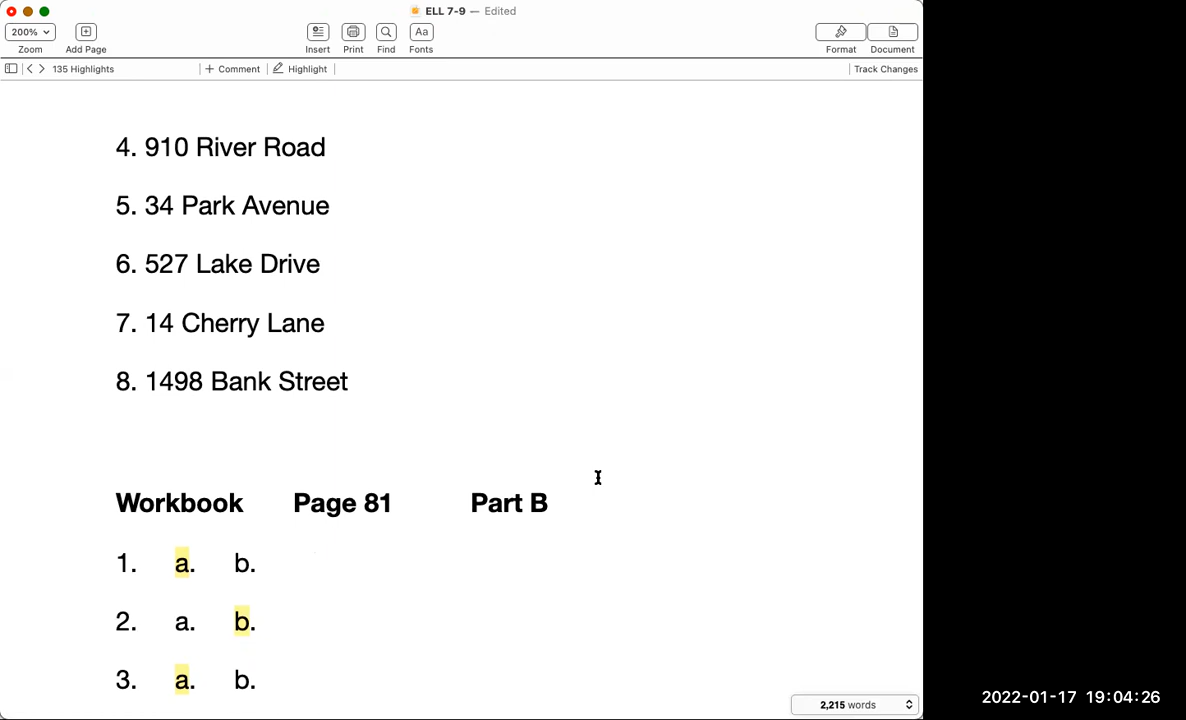 ELL 7-9 — Edited
200%
Zoom
Add Page
Insert
Print
Find
Aa
Fonts
Format
Document
135 Highlights
+ Comment
Highlight
Track Changes
4. 910 River Road
5. 34 Park Avenue
6. 527 Lake Drive
7. 14 Cherry Lane
8. 1498 Bank Street
Workbook Page 81 Part B
1. a. b.
2. a. b.
3. a. b.
2,215 words
2022-01-17 19:04:26